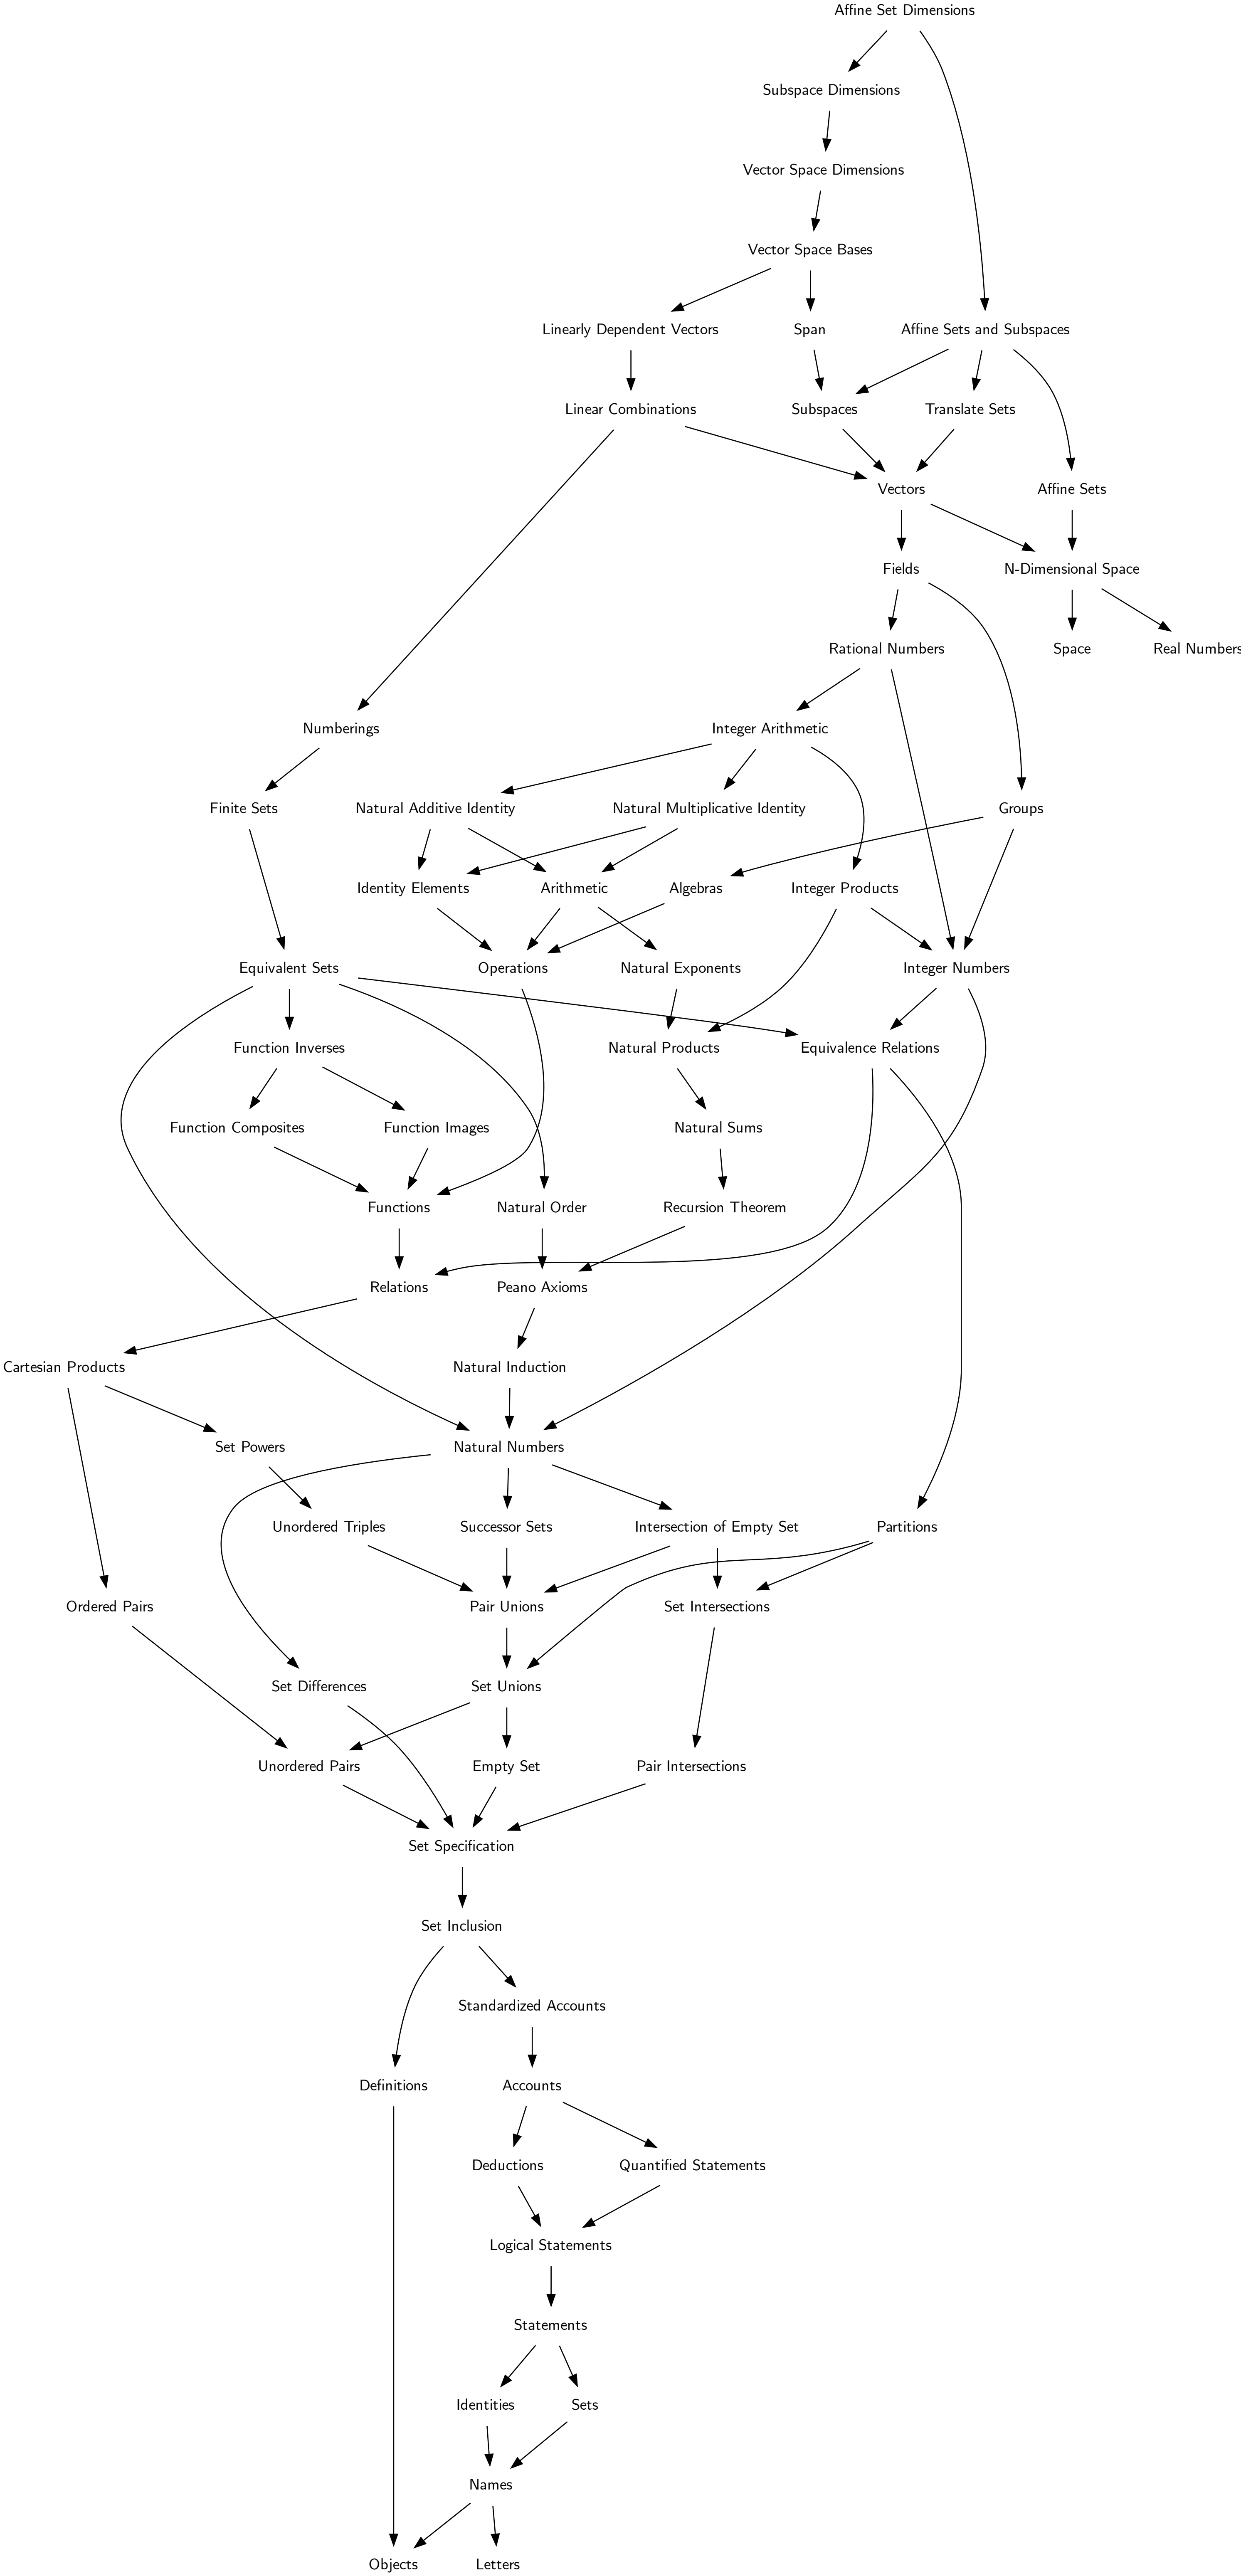 Affine Set Dimensions
Subspace Dimensions
Vector Space Dimensions
Vector Space Bases
Linearly Dependent Vectors
Span
Affine Sets and Subspaces
Linear Combinations
Subspaces
Translate Sets
Vectors
Affine Sets
Fields
N-Dimensional Space
Rational Numbers
Space
Real Numbers
Numberings
Integer Arithmetic
Finite Sets
Natural Additive Identity
Natural Multiplicative Identity
Groups
Identity Elements
Arithmetic
Algebras
Integer Products
Equivalent Sets
Operations
Natural Exponents
Integer Numbers
Function Inverses
Natural Products
Equivalence Relations
Function Composites
Function Images
Natural Sums
Functions
Natural Order
Recursion Theorem
Relations
Peano Axioms
Cartesian Products
Natural Induction
Set Powers
Natural Numbers
Unordered Triples
Successor Sets
Intersection of Empty Set
Partitions
Ordered Pairs
Pair Unions
Set Intersections
Set Differences
Set Unions
Unordered Pairs
Empty Set
Pair Intersections
Set Specification
Set Inclusion
Standardized Accounts
Definitions
Accounts
Deductions
Quantified Statements
Logical Statements
Statements
Identities
Sets
Names
Objects
Letters